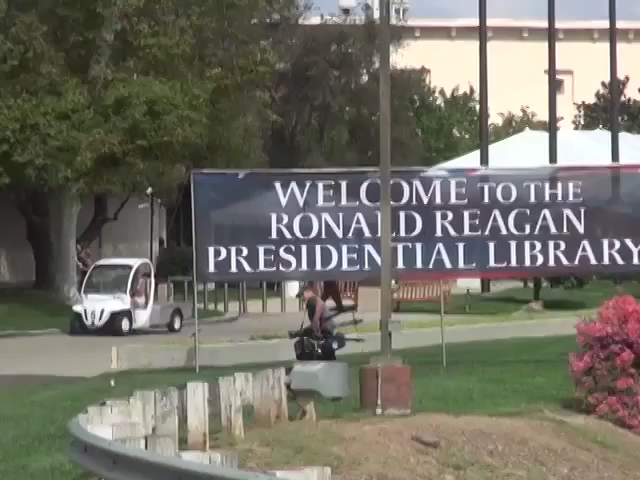 WELCOME TO THE
RONALD REAGAN
PRESIDENTIAL LIBRARY